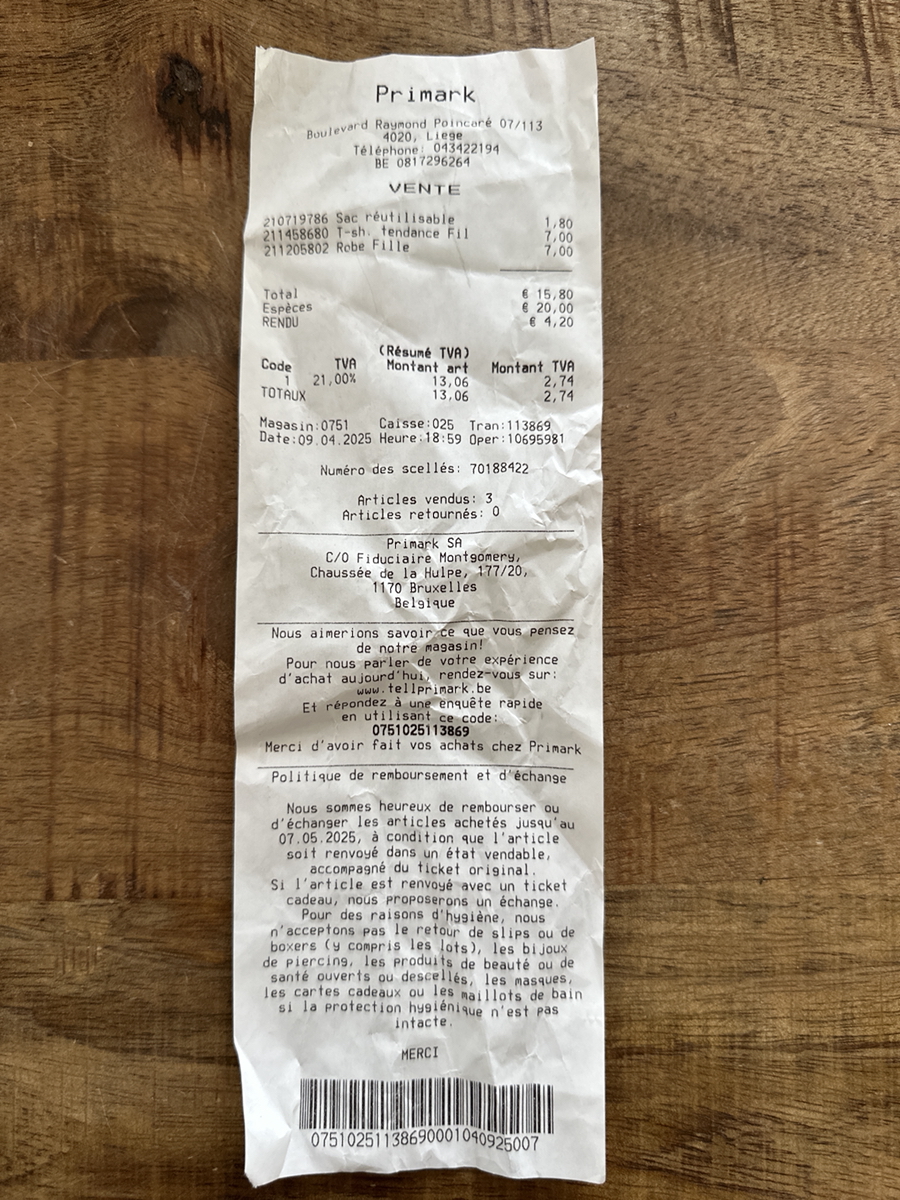 Primark
Boulevard Raymond Poincaré 07/113
4020, Liege
Téléphone: 043422194
BE 0817296264
VENTE
210719786 Sac réutilisable 1,80
211458680 T-sh. tendance Fil 7,00
211205802 Robe Fille 7,00
Total € 15,80
Espèces € 20,00
RENDU € 4,20
(Résumé TVA)
Code TVA Montant art Montant TVA
1 21,00% 13,06 2,74
TOTAUX 13,06 2,74
Magasin:0751 Caisse:025 Tran:113869
Date:09.04.2025 Heure:18:59 Oper:10695981
Numéro des scellés: 70188422
Articles vendus: 3
Articles retournés: 0
Primark SA
C/O Fiduciaire Montgomery,
Chaussée de la Hulpe, 177/20,
1170 Bruxelles
Belgique
Nous aimerions savoir ce que vous pensez
de notre magasin!
Pour nous parler de votre expérience
d'achat aujourd'hui, rendez-vous sur:
www.tellprimark.be
Et répondez à une enquête rapide
en utilisant ce code:
0751025113869
Merci d'avoir fait vos achats chez Primark
Politique de remboursement et d'échange
Nous sommes heureux de rembourser ou
d'échanger les articles achetés jusqu'au
07.05.2025, à condition que l'article
soit renvoyé dans un état vendable,
accompagné du ticket original.
Si l'article est renvoyé avec un ticket
cadeau, nous proposerons un échange.
Pour des raisons d'hygiène, nous
n'acceptons pas le retour de slips ou de
boxers (y compris les lots), les bijoux
de piercing, les produits de beauté ou de
santé ouverts ou descellés, les masques,
les cartes cadeaux ou les maillots de bain
si la protection hygiénique n'est pas
intacte.
MERCI
07510251138690001040925007